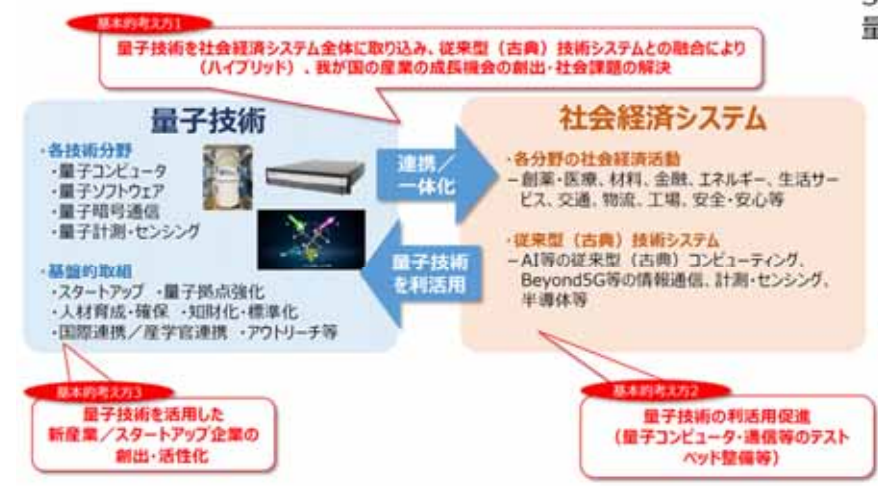 基本的考え方1
量子技術を社会経済システム全体に取り込み、従来型（古典）技術システムとの融合により
（ハイブリッド）、我が国の産業の成長機会の創出・社会課題の解決
量子技術
・各技術分野
・量子コンピュータ
・量子ソフトウェア
・量子暗号通信
・量子計測・センシング
・基盤的取組
・スタートアップ ・量子拠点強化
・人材育成・確保 ・知財化・標準化
・国際連携／産学官連携 ・アウトリーチ等
連携／
一体化
量子技術
を利活用
社会経済システム
・各分野の社会経済活動
－創薬・医療、材料、金融、エネルギー、生活サー
ビス、交通、物流、工場、安全・安心等
・従来型（古典）技術システム
－AI等の従来型（古典）コンピューティング、
Beyond5G等の情報通信、計測・センシング、
半導体等
基本的考え方3
量子技術を活用した
新産業／スタートアップ企業の
創出・活性化
基本的考え方2
量子技術の利活用促進
（量子コンピュータ・通信等のテスト
ベッド整備等）